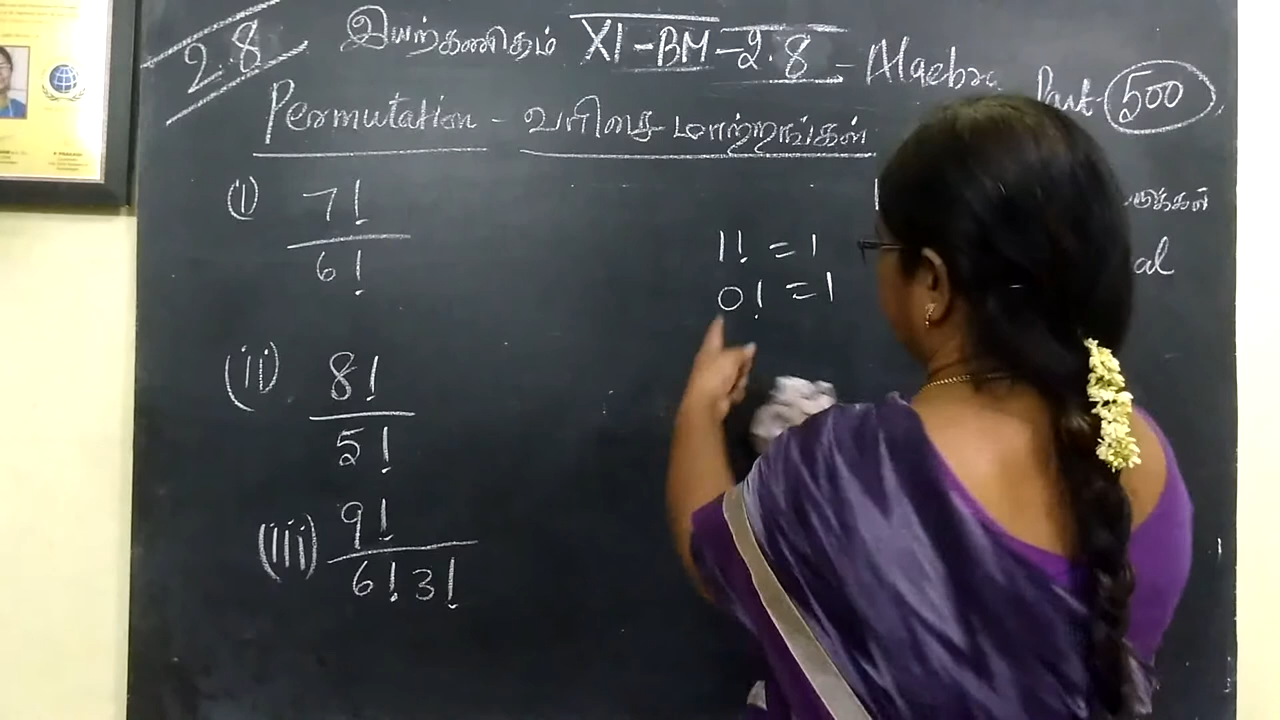 2.8 இயற்கணிதம் XI-BM-2.8 - Algebra Part-500
Permutation - வரிசை மாற்றங்கள்
(i) 7!
6!
1! = 1
al
0! = 1
(ii) 8!
5!
(iii) 9!
6! 3!